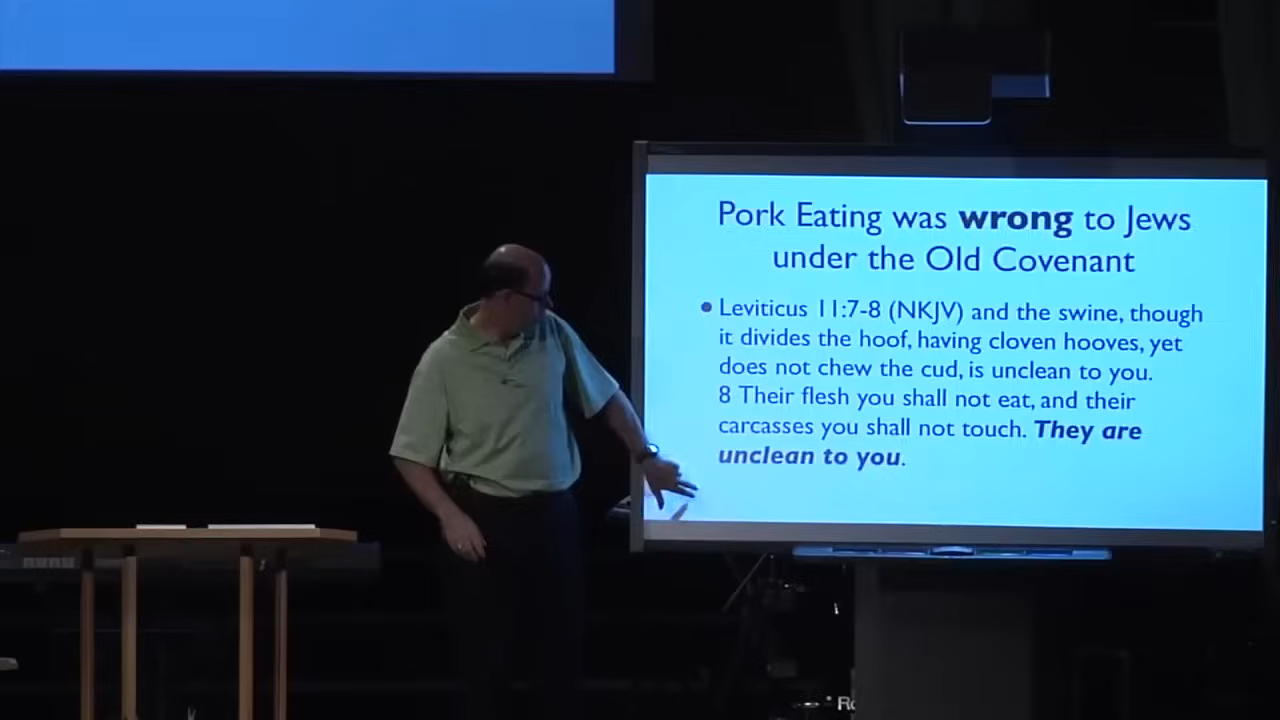 Pork Eating was wrong to Jews
under the Old Covenant
• Leviticus 11:7-8 (NKJV) and the swine, though
it divides the hoof, having cloven hooves, yet
does not chew the cud, is unclean to you.
8 Their flesh you shall not eat, and their
carcasses you shall not touch. They are
unclean to you.